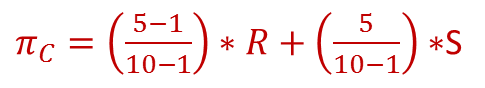 π_C = ((5−1)/(10−1)) ∗ R + (5/(10−1)) ∗S